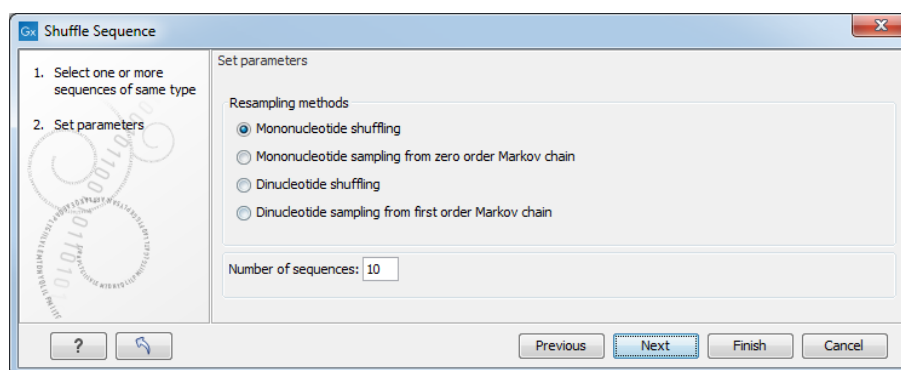 Gx Shuffle Sequence
1. Select one or more
sequences of same type
2. Set parameters
Set parameters
Resampling methods
Mononucleotide shuffling
Mononucleotide sampling from zero order Markov chain
Dinucleotide shuffling
Dinucleotide sampling from first order Markov chain
Number of sequences: 10
? Previous Next Finish Cancel